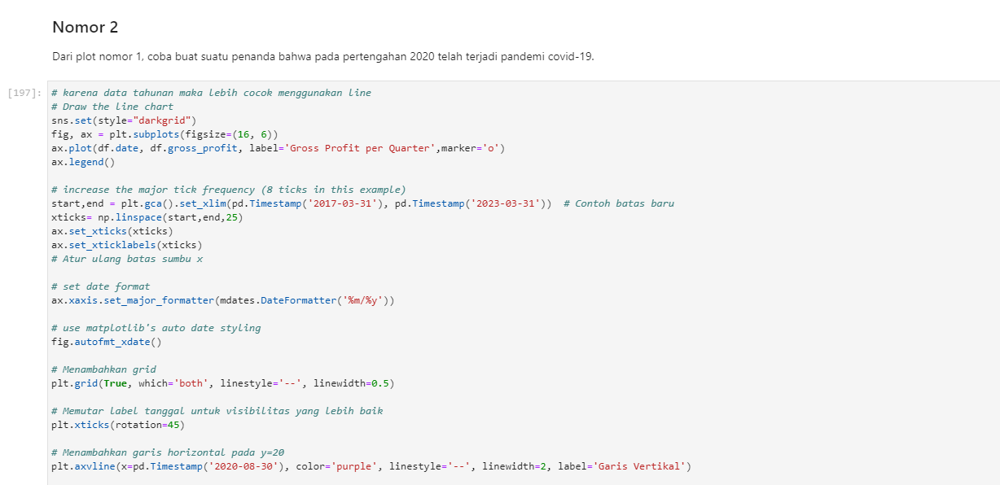 Nomor 2
Dari plot nomor 1, coba buat suatu penanda bahwa pada pertengahan 2020 telah terjadi pandemi covid-19.
[197]:
# karena data tahunan maka lebih cocok menggunakan line
# Draw the line chart
sns.set(style="darkgrid")
fig, ax = plt.subplots(figsize=(16, 6))
ax.plot(df.date, df.gross_profit, label='Gross Profit per Quarter',marker='o')
ax.legend()
# increase the major tick frequency (8 ticks in this example)
start,end = plt.gca().set_xlim(pd.Timestamp('2017-03-31'), pd.Timestamp('2023-03-31'))  # Contoh batas baru
xticks= np.linspace(start,end,25)
ax.set_xticks(xticks)
ax.set_xticklabels(xticks)
# Atur ulang batas sumbu x
# set date format
ax.xaxis.set_major_formatter(mdates.DateFormatter('%m/%y'))
# use matplotlib's auto date styling
fig.autofmt_xdate()
# Menambahkan grid
plt.grid(True, which='both', linestyle='--', linewidth=0.5)
# Memutar label tanggal untuk visibilitas yang lebih baik
plt.xticks(rotation=45)
# Menambahkan garis horizontal pada y=20
plt.axvline(x=pd.Timestamp('2020-08-30'), color='purple', linestyle='--', linewidth=2, label='Garis Vertikal')